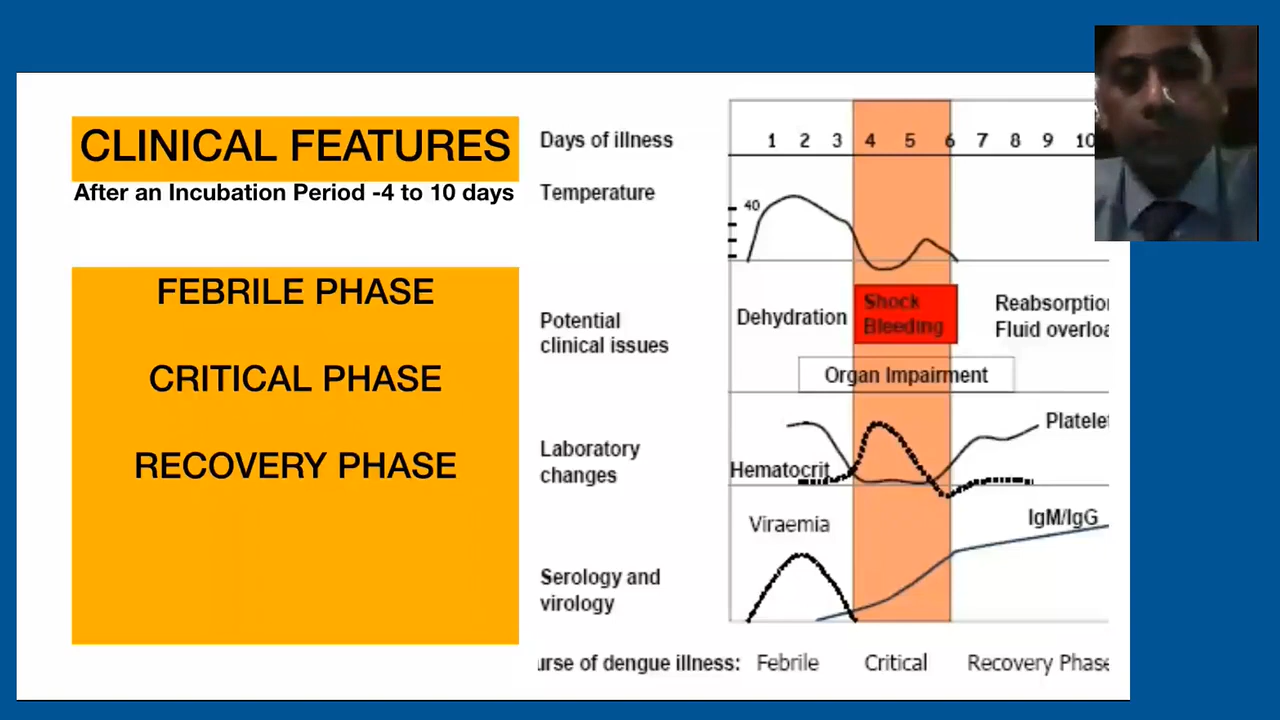 CLINICAL FEATURES
After an Incubation Period -4 to 10 days
FEBRILE PHASE
CRITICAL PHASE
RECOVERY PHASE
Days of illness 1 2 3 4 5 6 7 8 9 10
Temperature
40
Potential
clinical issues
Dehydration
Shock
Bleeding
Reabsorptio
Fluid overloa
Organ Impairment
Laboratory
changes
Hematocrit
Platelet
Viraemia
IgM/IgG
Serology and
virology
urse of dengue illness: Febrile Critical Recovery Phase